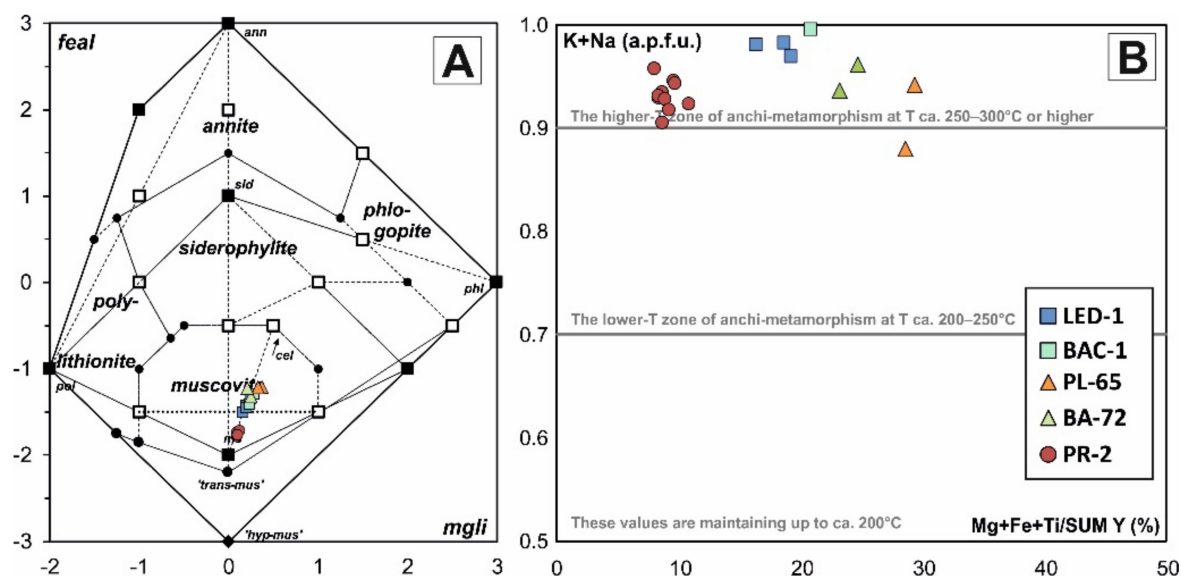 3
2
1
0
-1
-2
-3
-2
-1
0
1
2
3
feal
A
ann
annite
sid
phlo-
gopite
siderophylite
phl
poly-
lithionite
pol
cel
muscovit
'trans-mus'
'hyp-mus'
mgli
1.0
0.9
0.8
0.7
0.6
0.5
0
10
20
30
40
50
K+Na (a.p.f.u.)
B
The higher-T zone of anchi-metamorphism at T ca. 250–300°C or higher
The lower-T zone of anchi-metamorphism at T ca. 200–250°C
LED-1
BAC-1
PL-65
BA-72
PR-2
These values are maintaining up to ca. 200°C
Mg+Fe+Ti/SUM Y (%)